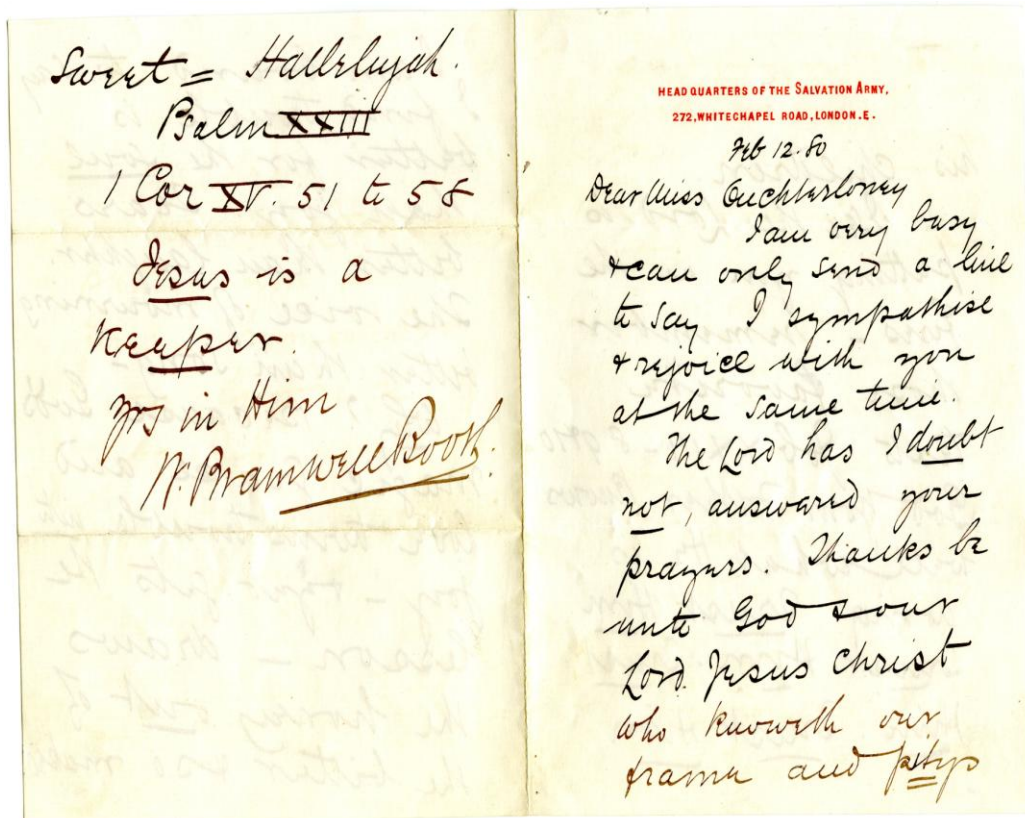 HEAD QUARTERS OF THE SALVATION ARMY,
272, WHITECHAPEL ROAD, LONDON. E.
Feb 12. 80
Dear Miss Ouchterloney
I am very busy
& can only send a line
to say I sympathise
& rejoice with you
at the same time.
The Lord has I doubt
not, answared your
prayers. Thanks be
unto God & our
Lord Jesus Christ
who knoweth our
frame and pitys
Sweet = Hallelujah.
Psalm XXIII
1 Cor XV. 51 to 58
Jesus is a
Keeper.
yrs in Him
W. Bramwell Booth.